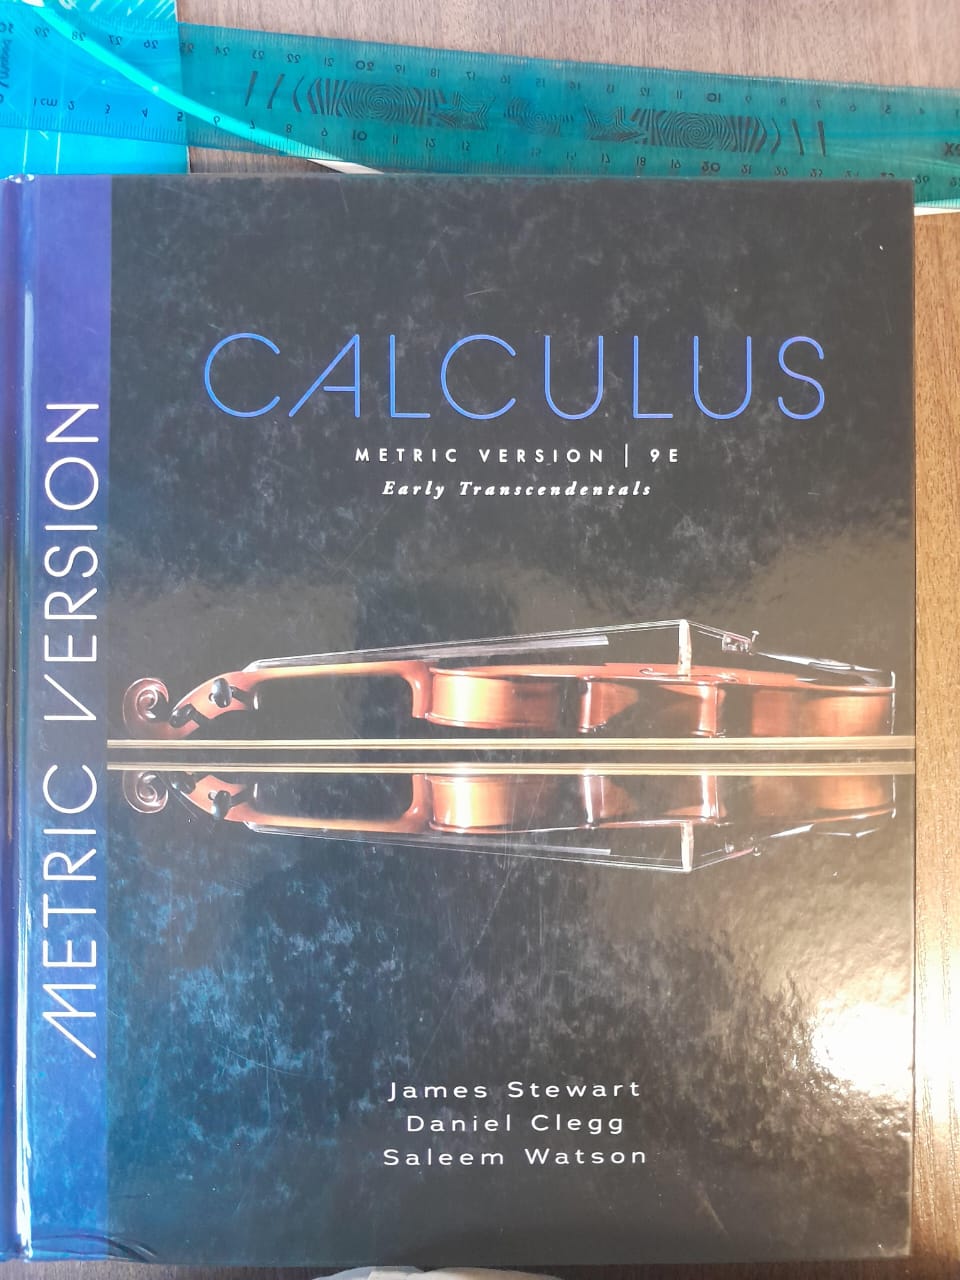 CALCULUS
METRIC VERSION | 9E
Early Transcendentals
METRIC VERSION
James Stewart
Daniel Clegg
Saleem Watson